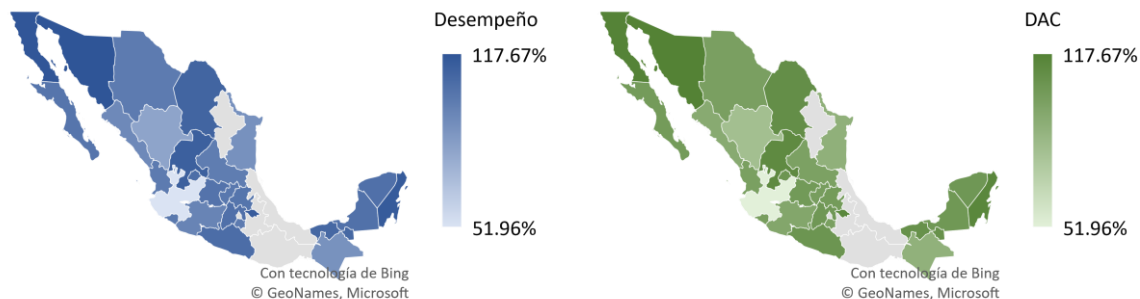 Desempeño
117.67%
51.96%
Con tecnología de Bing
© GeoNames, Microsoft
DAC
117.67%
51.96%
Con tecnología de Bing
© GeoNames, Microsoft